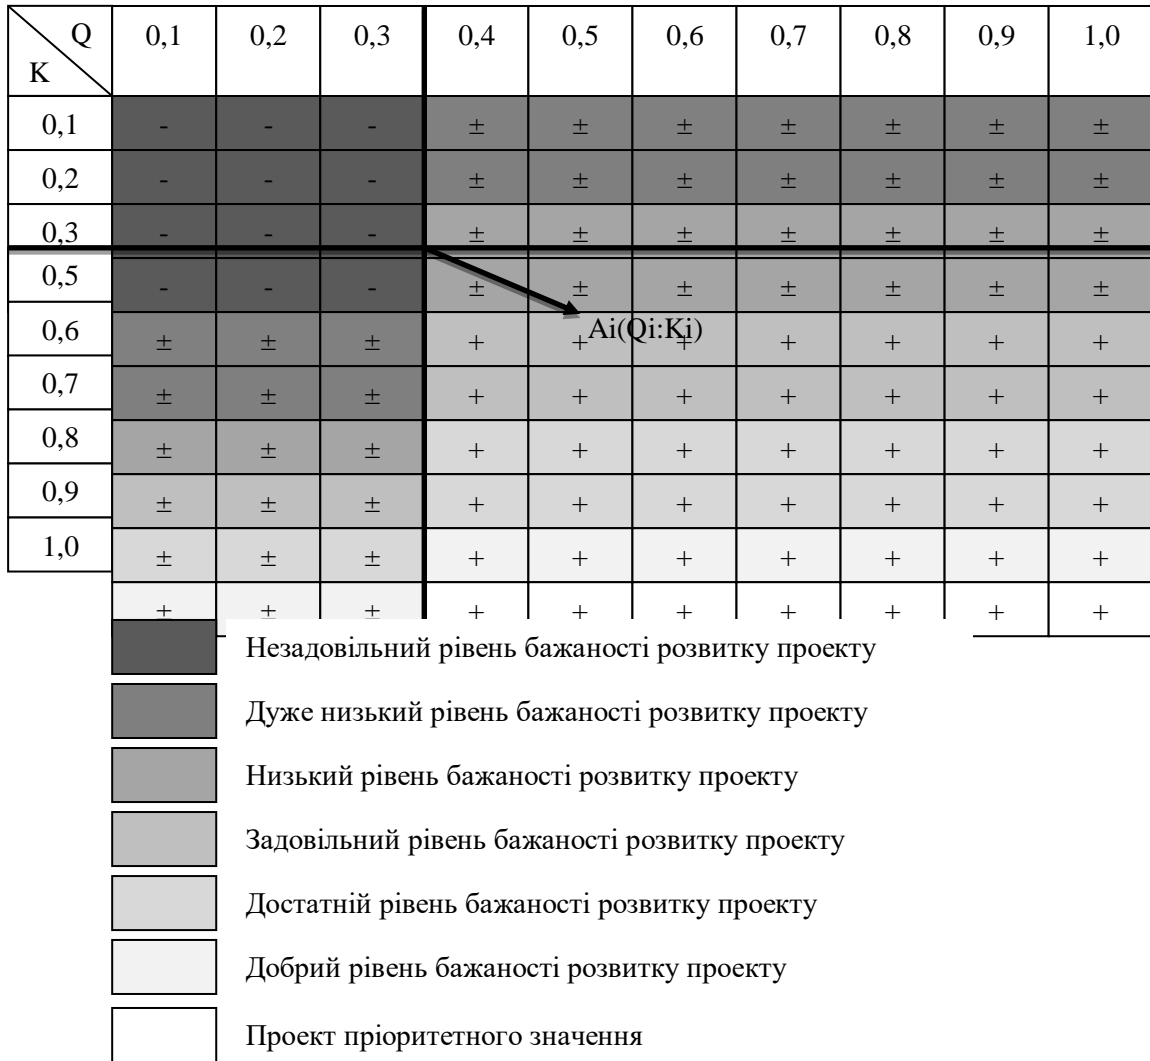 Q 0,1 0,2 0,3 0,4 0,5 0,6 0,7 0,8 0,9 1,0
K
0,1 - - - ± ± ± ± ± ± ±
0,2 - - - ± ± ± ± ± ± ±
0,3 - - - ± ± ± ± ± ± ±
0,5 - - - ± ± ± ± ± ± ±
0,6 ± ± ± + + + + + + +
Ai(Qi:Ki)
0,7 ± ± ± + + + + + + +
0,8 ± ± ± + + + + + + +
0,9 ± ± ± + + + + + + +
1,0 ± ± ± + + + + + + +
± ± ± + + + + + + +
Незадовільний рівень бажаності розвитку проекту
Дуже низький рівень бажаності розвитку проекту
Низький рівень бажаності розвитку проекту
Задовільний рівень бажаності розвитку проекту
Достатній рівень бажаності розвитку проекту
Добрий рівень бажаності розвитку проекту
Проект пріоритетного значення